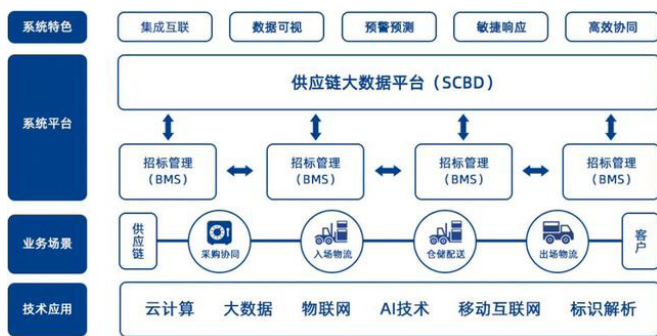 系统特色
集成互联
数据可视
预警预测
敏捷响应
高效协同
系统平台
供应链大数据平台（SCBD）
招标管理
（BMS）
招标管理
（BMS）
招标管理
（BMS）
招标管理
（BMS）
业务场景
供应链
采购协同
入场物流
仓储配送
出场物流
客户
技术应用
云计算
大数据
物联网
AI技术
移动互联网
标识解析